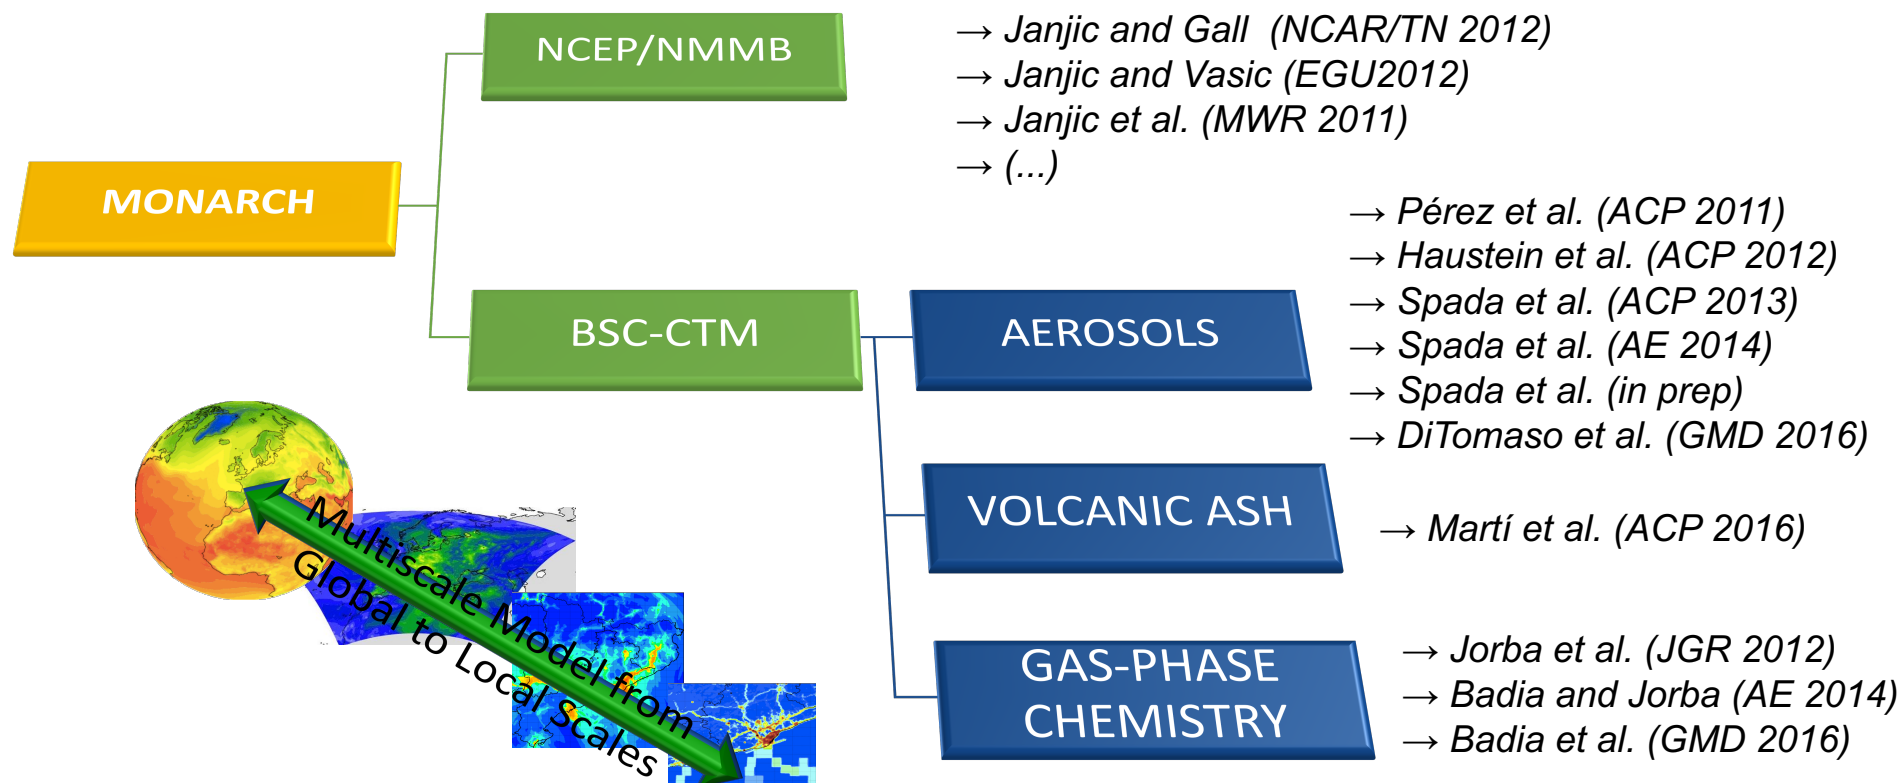 NCEP/NMMB
→ Janjic and Gall (NCAR/TN 2012)
→ Janjic and Vasic (EGU2012)
→ Janjic et al. (MWR 2011)
→ (...)
MONARCH
BSC-CTM
AEROSOLS
→ Pérez et al. (ACP 2011)
→ Haustein et al. (ACP 2012)
→ Spada et al. (ACP 2013)
→ Spada et al. (AE 2014)
→ Spada et al. (in prep)
→ DiTomaso et al. (GMD 2016)
VOLCANIC ASH
→ Martí et al. (ACP 2016)
GAS-PHASE
CHEMISTRY
→ Jorba et al. (JGR 2012)
→ Badia and Jorba (AE 2014)
→ Badia et al. (GMD 2016)
Multiscale Model from
Global to Local Scales